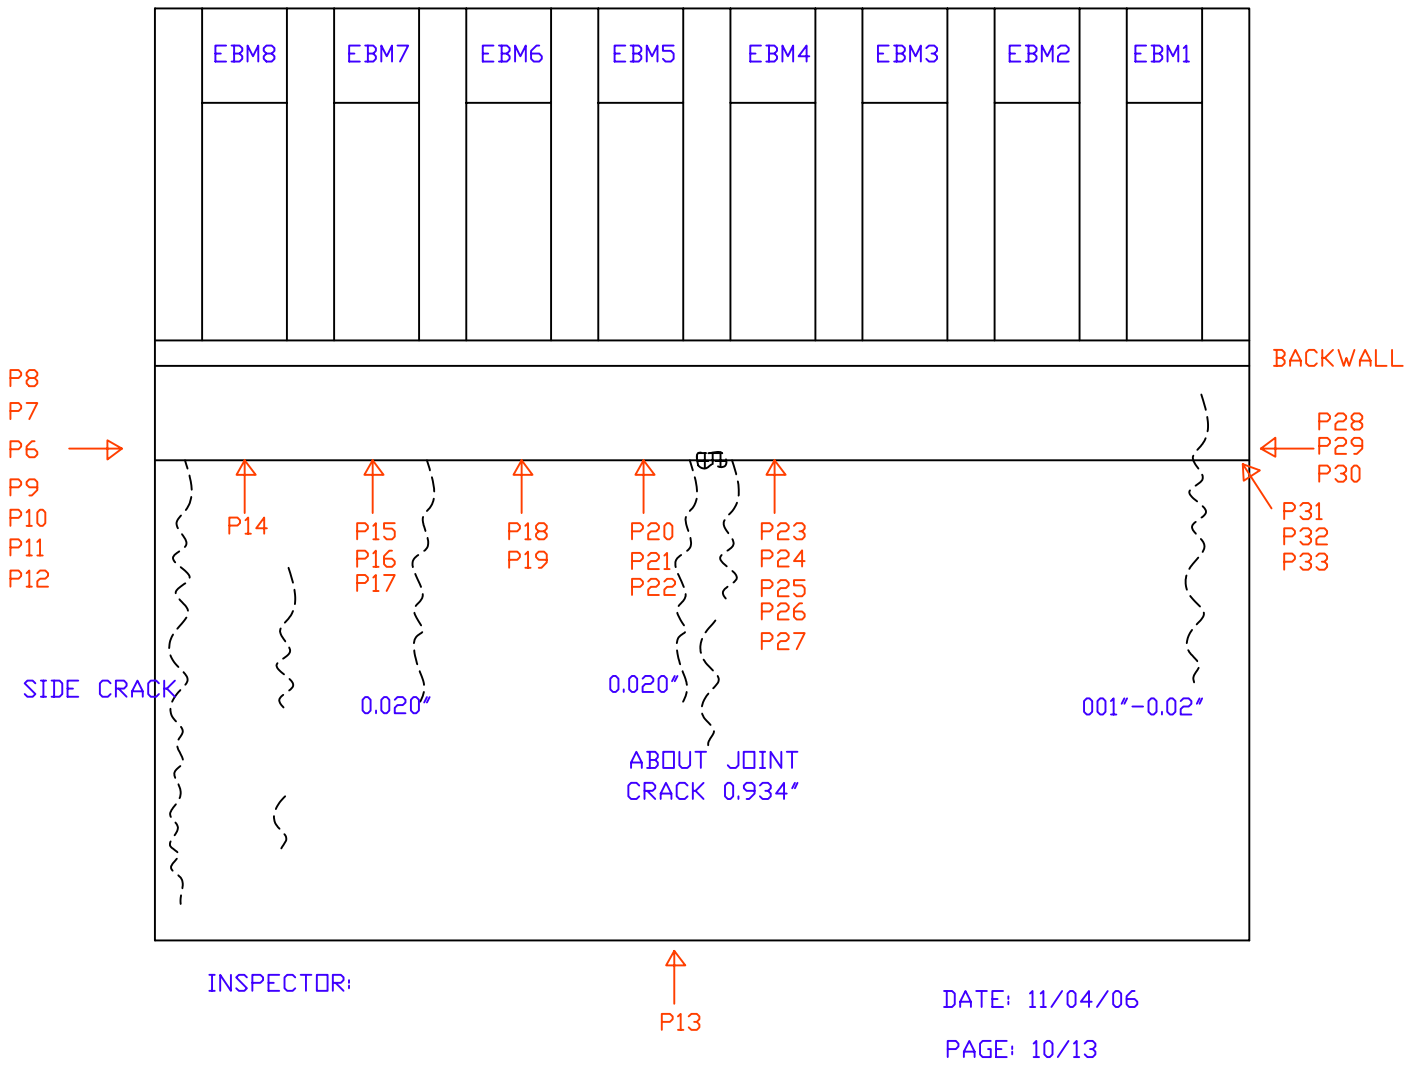 EBM8 EBM7 EBM6 EBM5 EBM4 EBM3 EBM2 EBM1
BACKWALL
P8
P7
P6
P9
P10
P11
P12
P28
P29
P30
P31
P32
P33
P14
P15
P16
P17
P18
P19
P20
P21
P22
P23
P24
P25
P26
P27
SIDE CRACK
0.020"
0.020"
001"-0.02"
ABOUT JOINT
CRACK 0.934"
INSPECTOR:
P13
DATE: 11/04/06
PAGE: 10/13